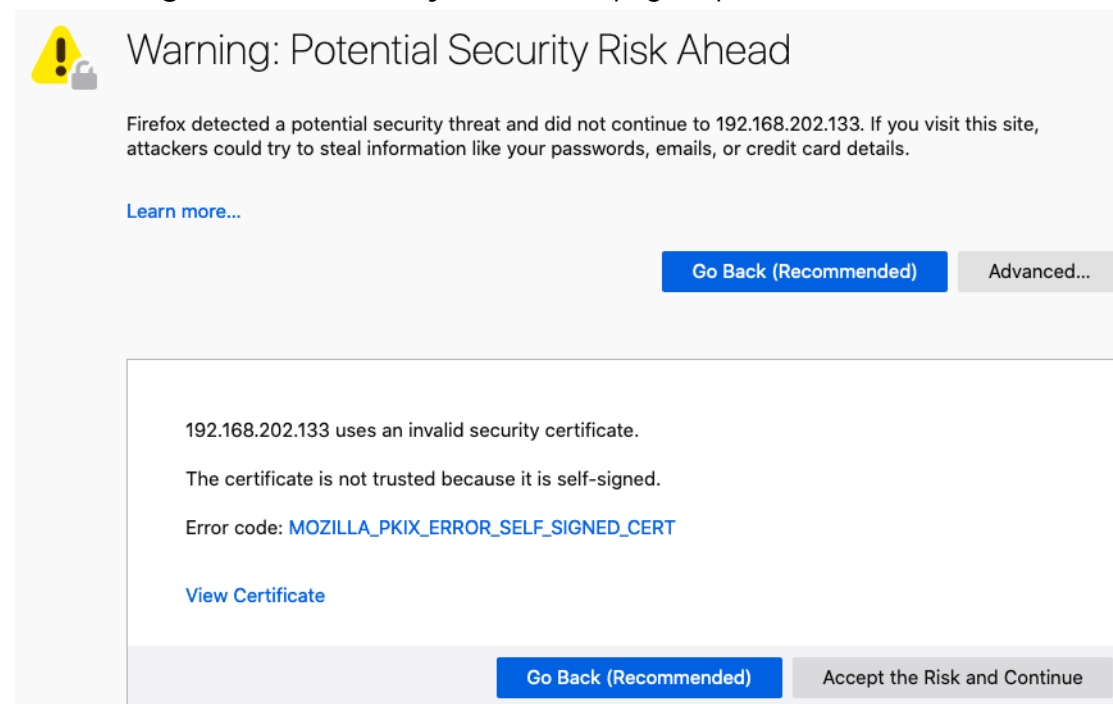 Warning: Potential Security Risk Ahead
Firefox detected a potential security threat and did not continue to 192.168.202.133. If you visit this site,
attackers could try to steal information like your passwords, emails, or credit card details.
Learn more...
Go Back (Recommended)
Advanced...
192.168.202.133 uses an invalid security certificate.
The certificate is not trusted because it is self-signed.
Error code: MOZILLA_PKIX_ERROR_SELF_SIGNED_CERT
View Certificate
Go Back (Recommended)
Accept the Risk and Continue